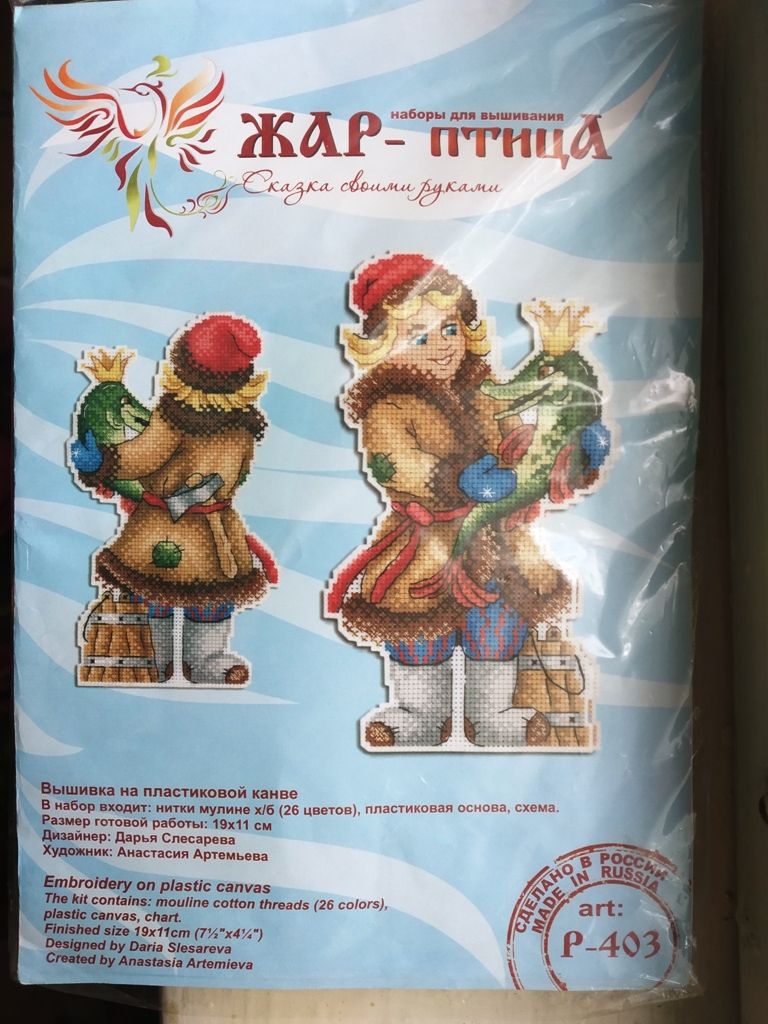 наборы для вышивания
ЖАР- птицА
Сказка своими руками
Вышивка на пластиковой канве
В набор входит: нитки мулине х/б (26 цветов), пластиковая основа, схема.
Размер готовой работы: 19х11 см
Дизайнер: Дарья Слесарева
Художник: Анастасия Артемьева
Embroidery on plastic canvas
The kit contains: mouline cotton threads (26 colors),
plastic canvas, chart.
Finished size 19x11cm (7½"x4¼")
Designed by Daria Slesareva
Created by Anastasia Artemieva
СДЕЛАНО В РОССИИ
MADE IN RUSSIA
art:
Р-403